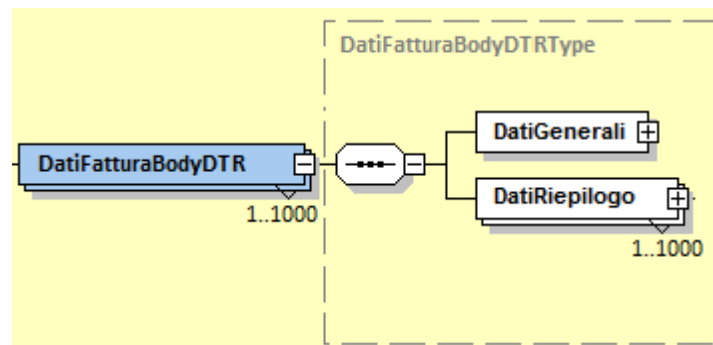 DatiFatturaBodyDTRType
DatiGenerali
DatiFatturaBodyDTR
1..1000
DatiRiepilogo
1..1000